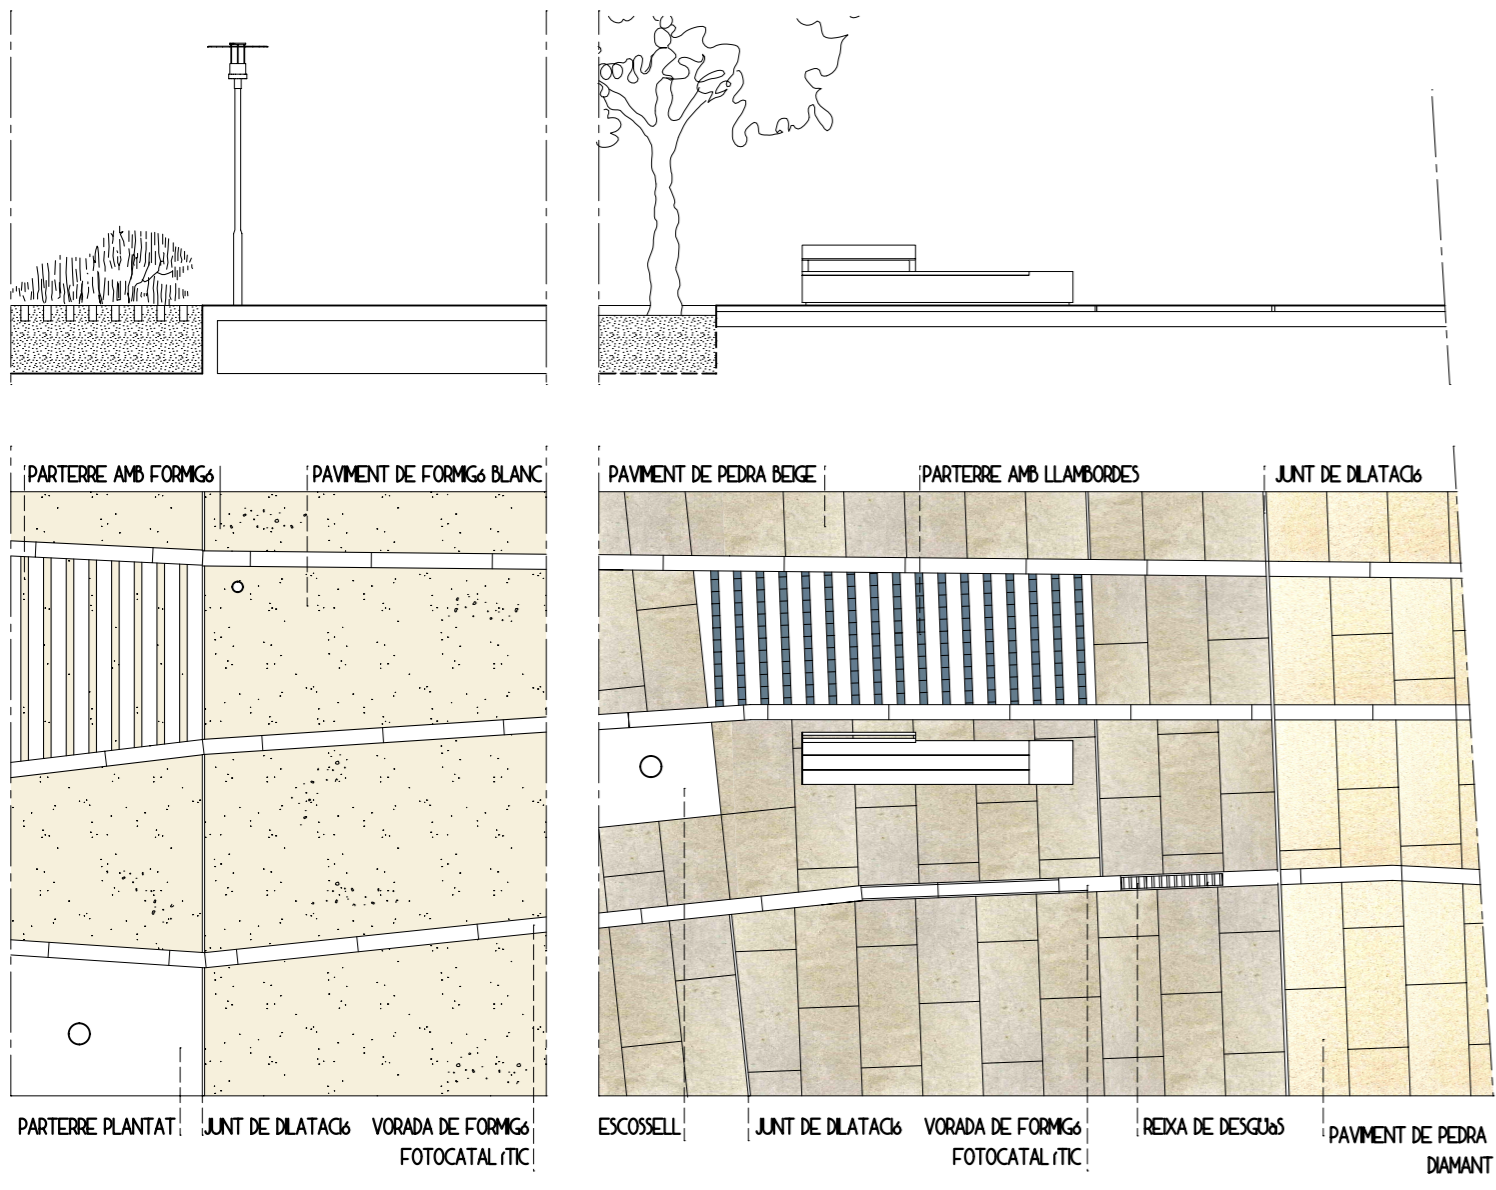 PARTERRE AMB FORMIGó
PAVIMENT DE FORMIGó BLANC
PAVIMENT DE PEDRA BEIGE
PARTERRE AMB LLAMBORDES
JUNT DE DILATACIó
PARTERRE PLANTAT
JUNT DE DILATACIó
VORADA DE FORMIGó
FOTOCATALíTIC
ESCOSSELL
JUNT DE DILATACIó
VORADA DE FORMIGó
FOTOCATALíTIC
REIXA DE DESGÜàS
PAVIMENT DE PEDRA
DIAMANT